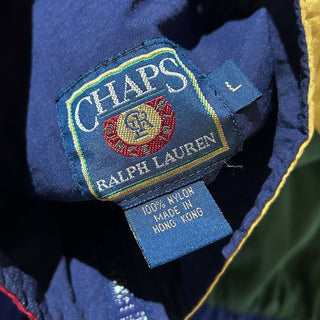 CHAPS
RALPH LAUREN
L
100% NYLON
MADE IN
HONG KONG